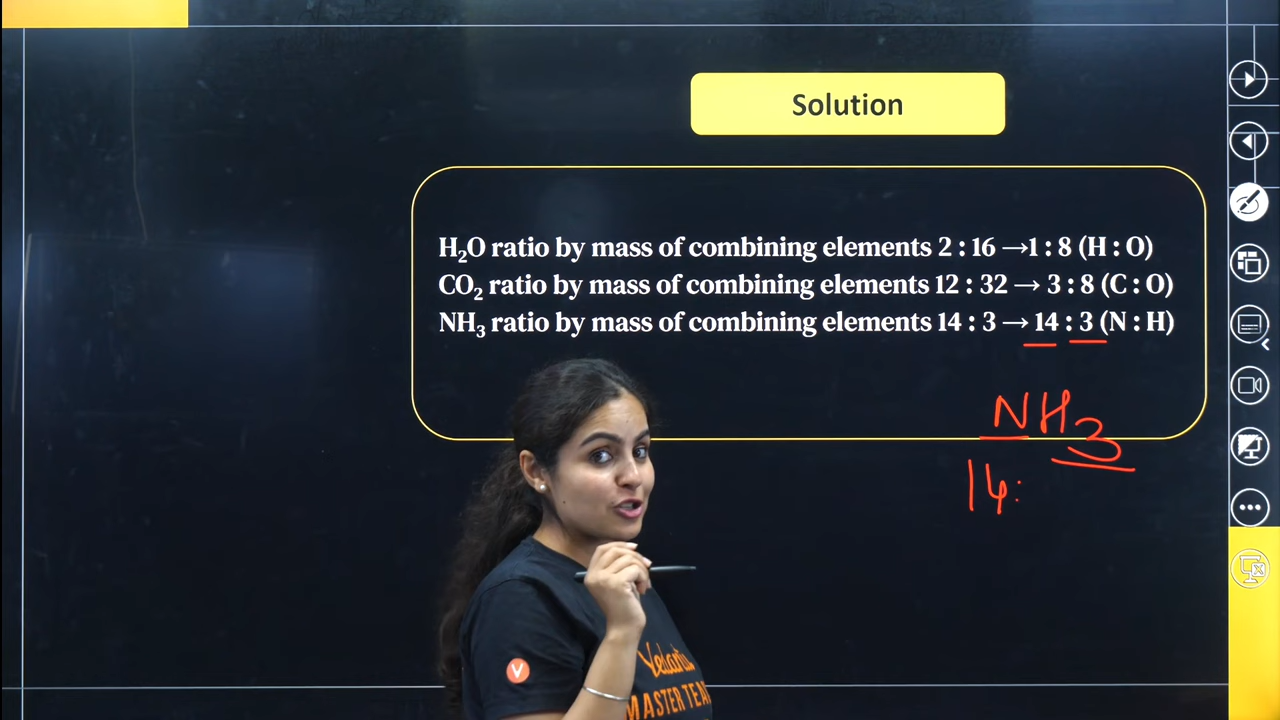 Solution
H₂O ratio by mass of combining elements 2 : 16 →1 : 8 (H : O)
CO₂ ratio by mass of combining elements 12 : 32 → 3 : 8 (C : O)
NH₃ ratio by mass of combining elements 14 : 3 → 14 : 3 (N : H)
NH₃
14:
V
Vedantu
MASTER TEA